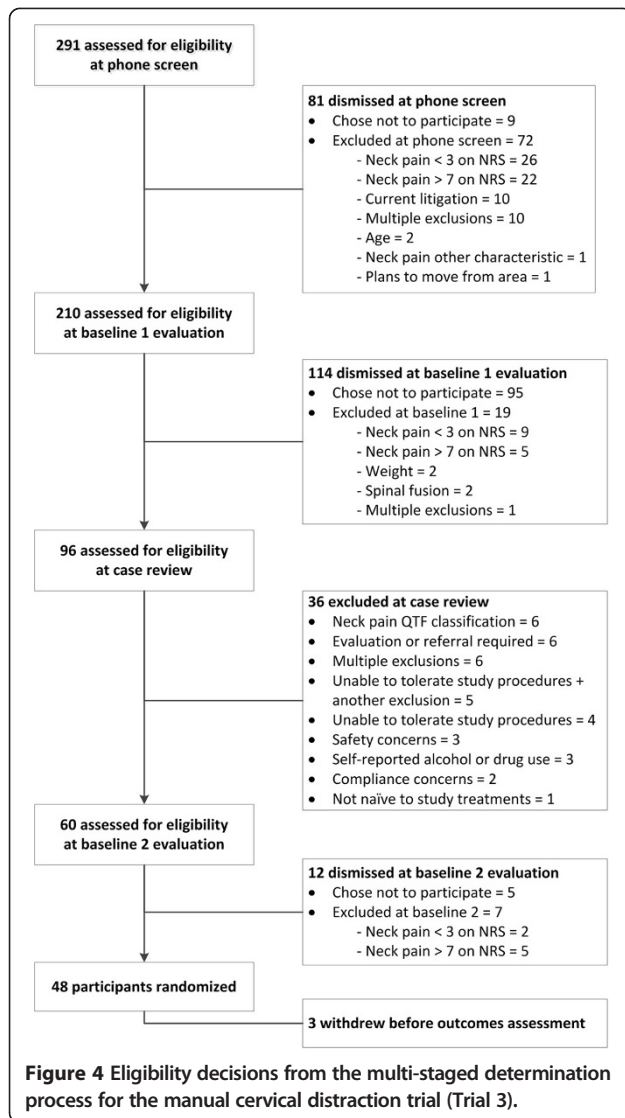 291 assessed for eligibility
at phone screen
81 dismissed at phone screen
• Chose not to participate = 9
• Excluded at phone screen = 72
- Neck pain < 3 on NRS = 26
- Neck pain > 7 on NRS = 22
- Current litigation = 10
- Multiple exclusions = 10
- Age = 2
- Neck pain other characteristic = 1
- Plans to move from area = 1
210 assessed for eligibility
at baseline 1 evaluation
114 dismissed at baseline 1 evaluation
• Chose not to participate = 95
• Excluded at baseline 1 = 19
- Neck pain < 3 on NRS = 9
- Neck pain > 7 on NRS = 5
- Weight = 2
- Spinal fusion = 2
- Multiple exclusions = 1
96 assessed for eligibility
at case review
36 excluded at case review
• Neck pain QTF classification = 6
• Evaluation or referral required = 6
• Multiple exclusions = 6
• Unable to tolerate study procedures +
another exclusion = 5
• Unable to tolerate study procedures = 4
• Safety concerns = 3
• Self-reported alcohol or drug use = 3
• Compliance concerns = 2
• Not naïve to study treatments = 1
60 assessed for eligibility
at baseline 2 evaluation
12 dismissed at baseline 2 evaluation
• Chose not to participate = 5
• Excluded at baseline 2 = 7
- Neck pain < 3 on NRS = 2
- Neck pain > 7 on NRS = 5
48 participants randomized
3 withdrew before outcomes assessment
Figure 4 Eligibility decisions from the multi-staged determination
process for the manual cervical distraction trial (Trial 3).